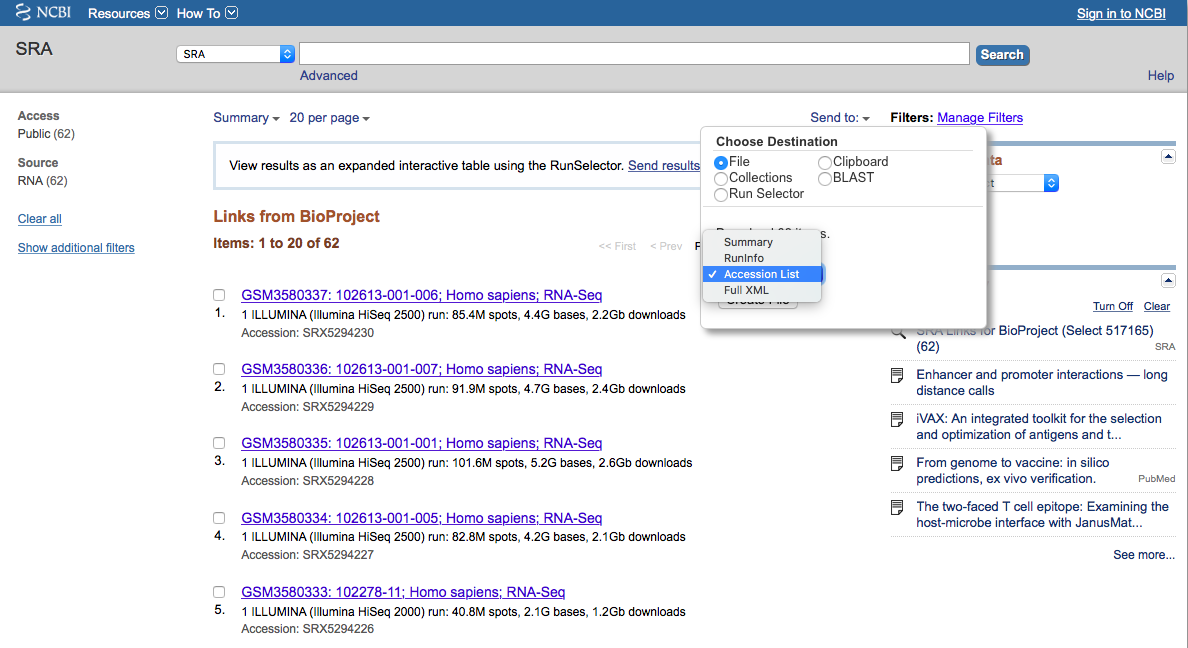 NCBI Resources How To Sign in to NCBI
SRA
SRA
Search
Advanced
Help
Access
Public (62)
Source
RNA (62)
Clear all
Show additional filters
Summary 20 per page Send to: Filters: Manage Filters
View results as an expanded interactive table using the RunSelector. Send results
Links from BioProject
Items: 1 to 20 of 62
<< First < Prev
Choose Destination
File Clipboard
Collections BLAST
Run Selector
Summary
RunInfo
✓ Accession List
Full XML
GSM3580337: 102613-001-006; Homo sapiens; RNA-Seq
1. 1 ILLUMINA (Illumina HiSeq 2500) run: 85.4M spots, 4.4G bases, 2.2Gb downloads
Accession: SRX5294230
GSM3580336: 102613-001-007; Homo sapiens; RNA-Seq
2. 1 ILLUMINA (Illumina HiSeq 2500) run: 91.9M spots, 4.7G bases, 2.4Gb downloads
Accession: SRX5294229
GSM3580335: 102613-001-001; Homo sapiens; RNA-Seq
3. 1 ILLUMINA (Illumina HiSeq 2500) run: 101.6M spots, 5.2G bases, 2.6Gb downloads
Accession: SRX5294228
GSM3580334: 102613-001-005; Homo sapiens; RNA-Seq
4. 1 ILLUMINA (Illumina HiSeq 2500) run: 82.8M spots, 4.2G bases, 2.1Gb downloads
Accession: SRX5294227
GSM3580333: 102278-11; Homo sapiens; RNA-Seq
5. 1 ILLUMINA (Illumina HiSeq 2000) run: 40.8M spots, 2.1G bases, 1.2Gb downloads
Accession: SRX5294226
Turn Off Clear
SRA Links for BioProject (Select 517165)
(62)
SRA
Enhancer and promoter interactions — long
distance calls
iVAX: An integrated toolkit for the selection
and optimization of antigens and t...
From genome to vaccine: in silico
predictions, ex vivo verification.
PubMed
The two-faced T cell epitope: Examining the
host-microbe interface with JanusMat...
See more...